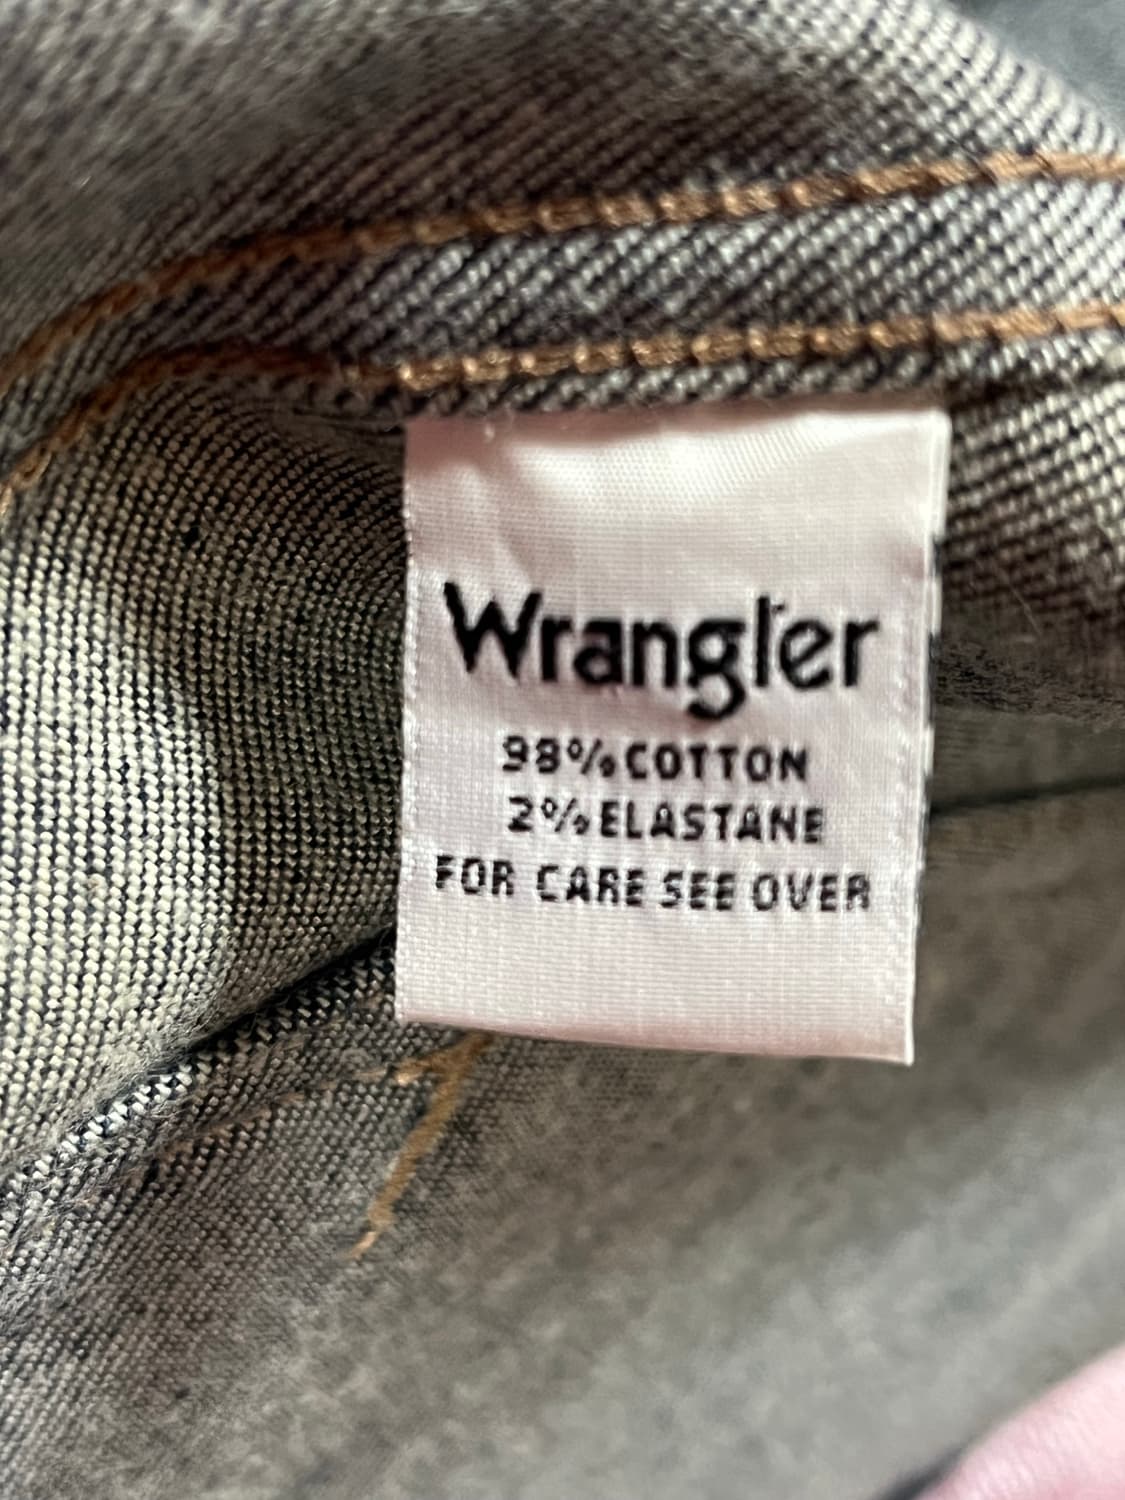 Wrangler
98% COTTON
2% ELASTANE
FOR CARE SEE OVER